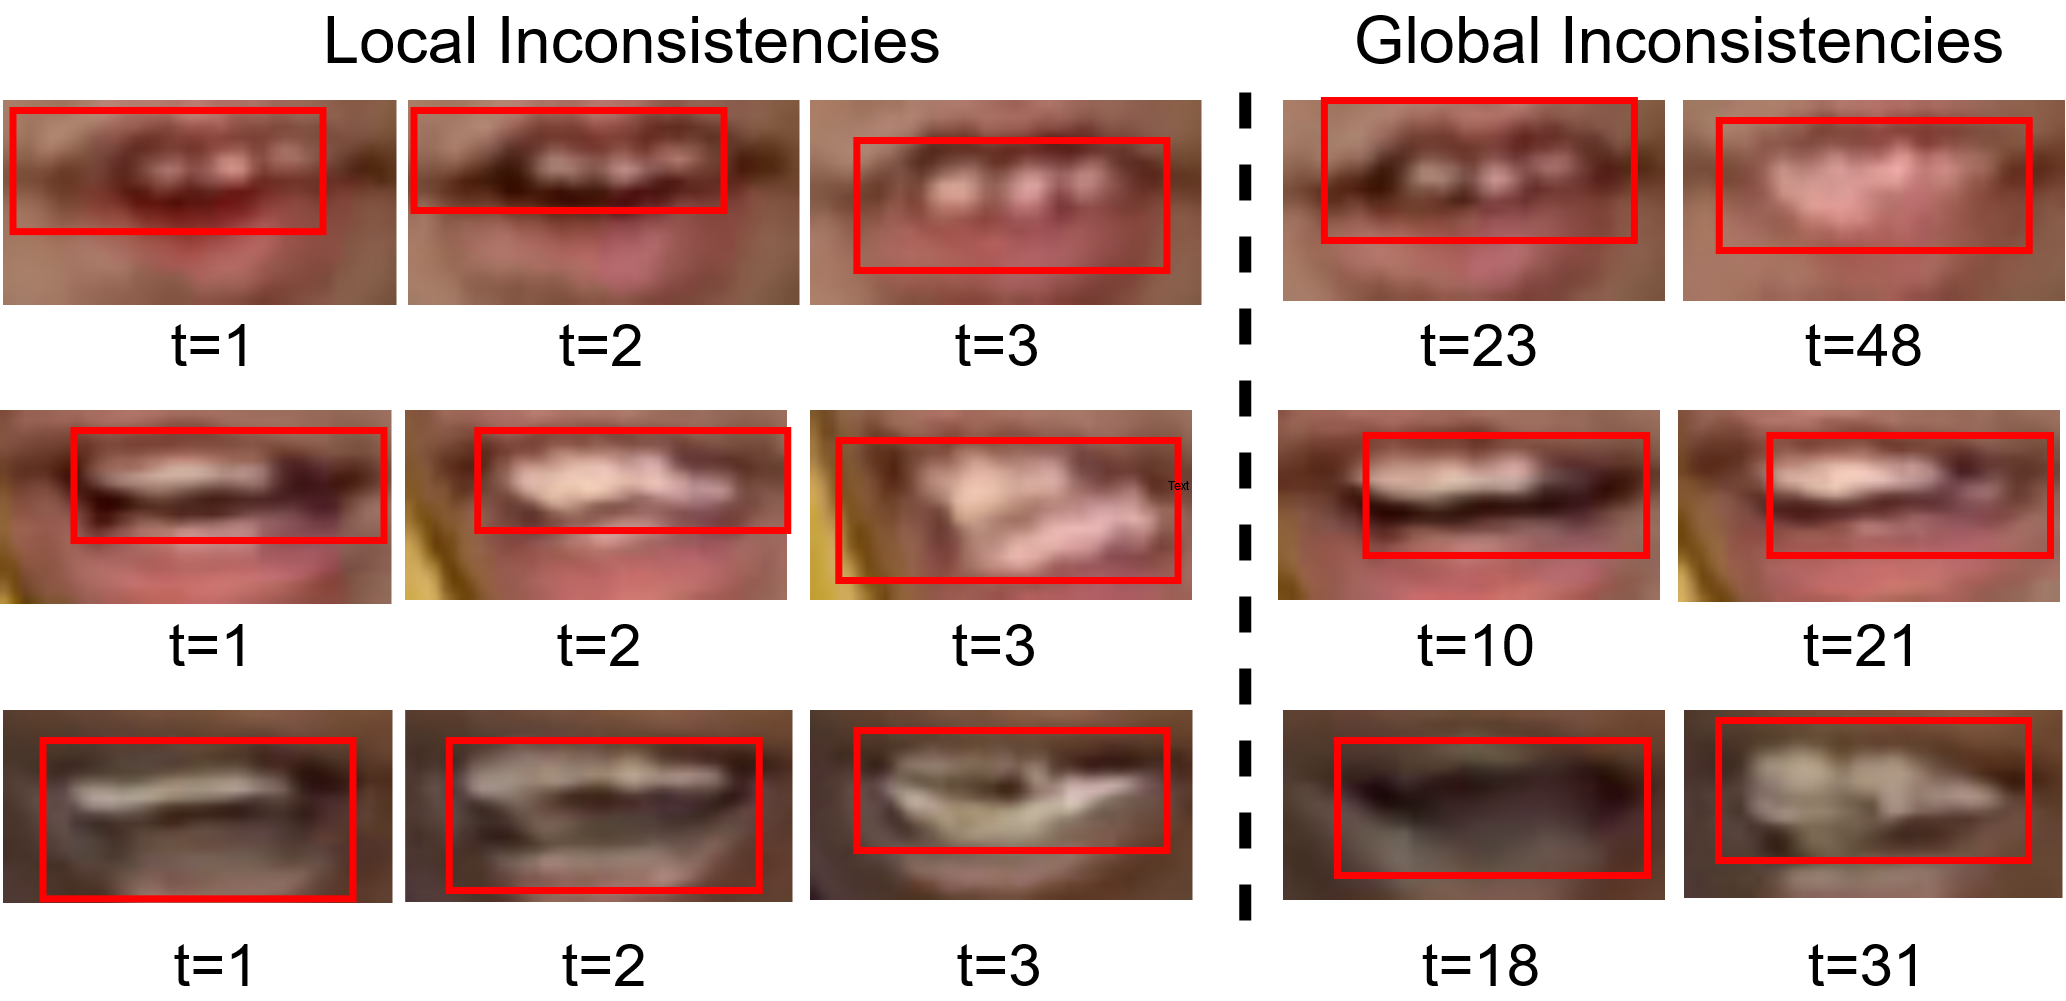 Local Inconsistencies
Global Inconsistencies
t=1
t=2
t=3
t=23
t=48
Text
t=1
t=2
t=3
t=10
t=21
t=1
t=2
t=3
t=18
t=31